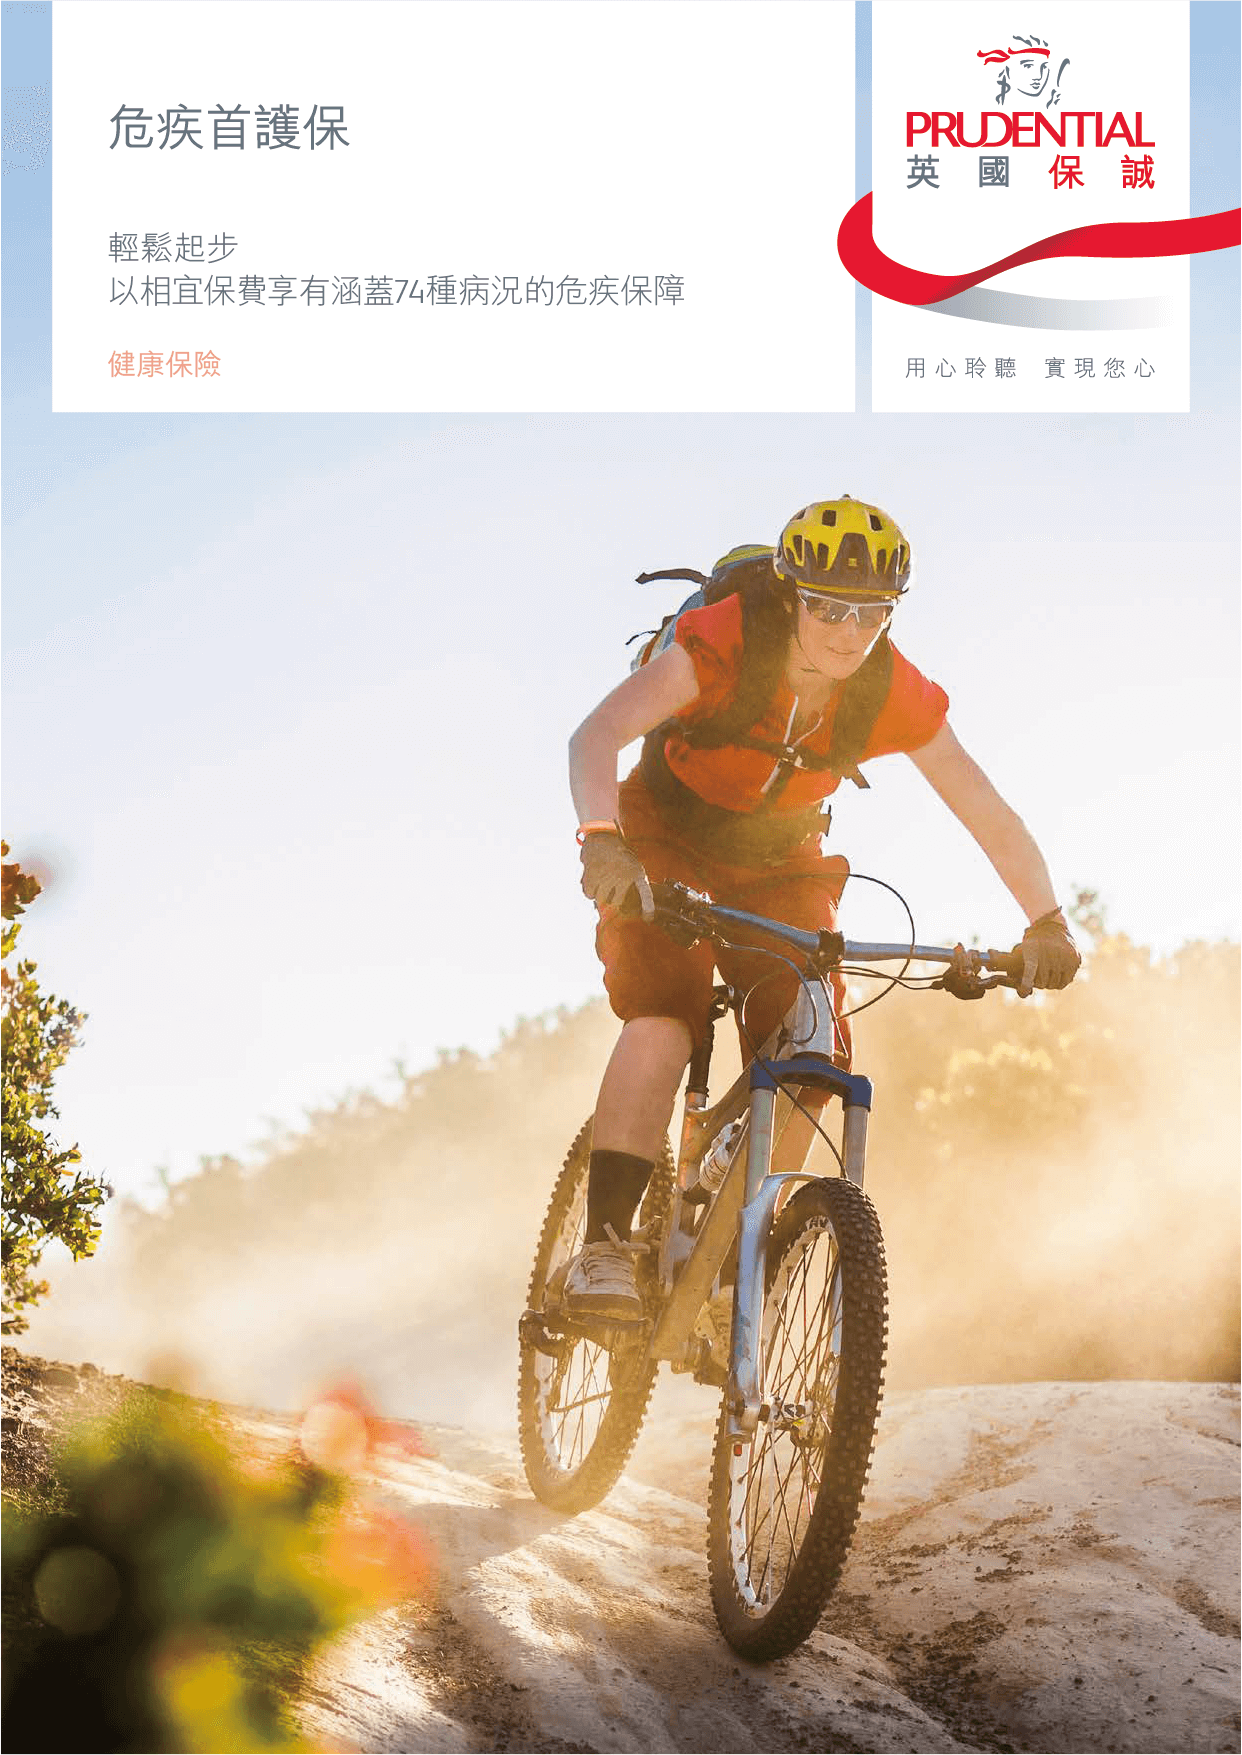 危疾首護保
輕鬆起步
以相宜保費享有涵蓋74種病況的危疾保障
健康保險
PRUDENTIAL
英國保誠
用心聆聽 實現您心